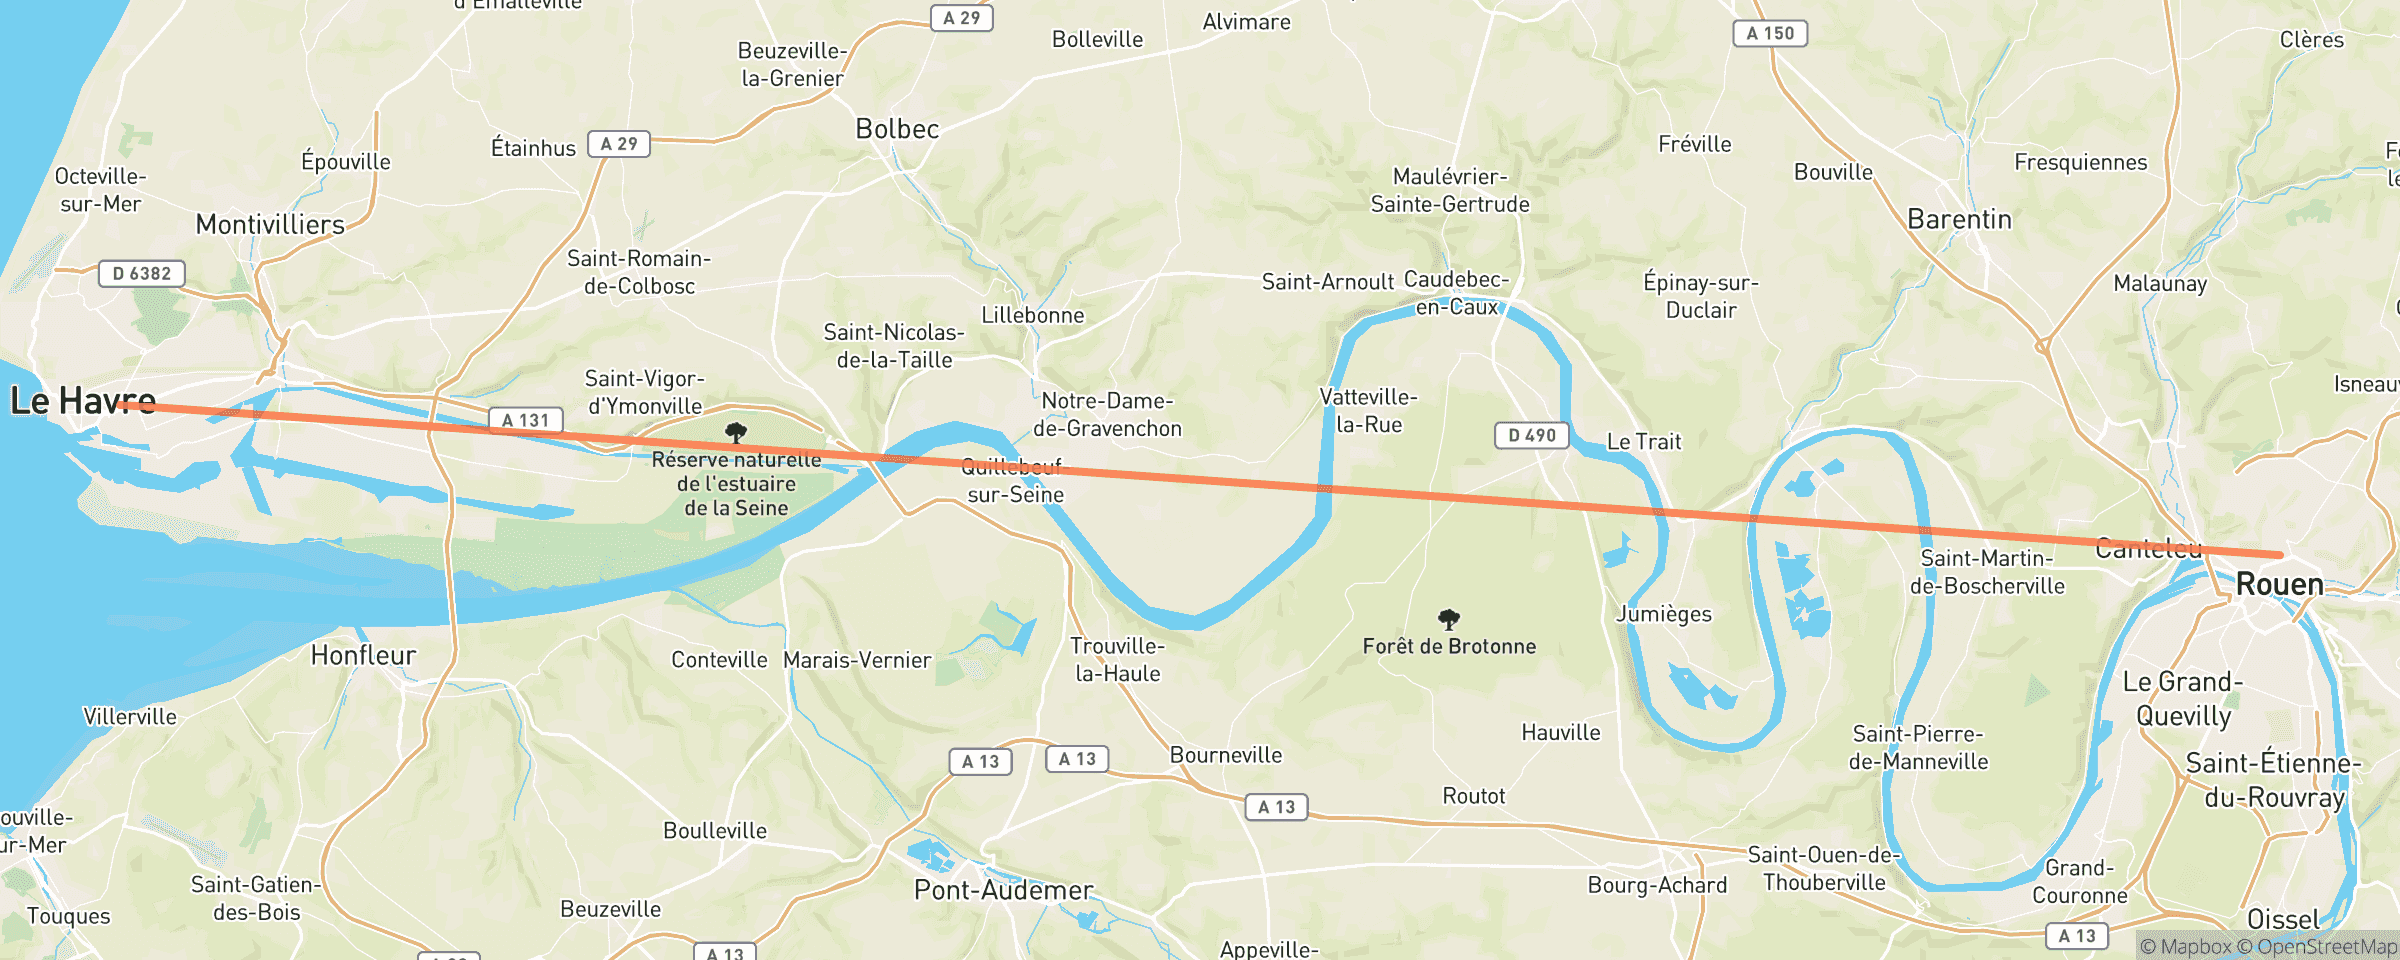 d'Émalleville
A 29
Alvimare
Bolleville
Beuzeville-
la-Grenier
A 150
Clères
Bolbec
A 29
Étainhus
Épouville
Octeville-
sur-Mer
Montivilliers
Fréville
Bouville
Fresquiennes
Maulévrier-
Sainte-Gertrude
Barentin
D 6382
Saint-Romain-
de-Colbosc
Saint-Arnoult
Caudebec-
en-Caux
Épinay-sur-
Duclair
Malaunay
Lillebonne
Saint-Nicolas-
de-la-Taille
Isneauv
Saint-Vigor-
d'Ymonville
Le Havre
A 131
Notre-Dame-
de-Gravenchon
Vatteville-
la-Rue
D 490
Le Trait
Réserve naturelle
de l'estuaire
de la Seine
Quillebeuf-
sur-Seine
Canteleu
Saint-Martin-
de-Boscherville
Rouen
Jumièges
Forêt de Brotonne
Honfleur
Conteville
Marais-Vernier
Trouville-
la-Haule
Villerville
Le Grand-
Quevilly
Hauville
Saint-Pierre-
de-Manneville
A 13
A 13
Bourneville
Saint-Étienne-
du-Rouvray
Routot
A 13
ouville-
ur-Mer
Boulleville
Saint-Ouen-de-
Thouberville
Saint-Gatien-
des-Bois
Pont-Audemer
Bourg-Achard
Grand-
Couronne
Touques
Beuzeville
Oissel
A 13
A 13
Appeville-
© Mapbox © OpenStreetMap